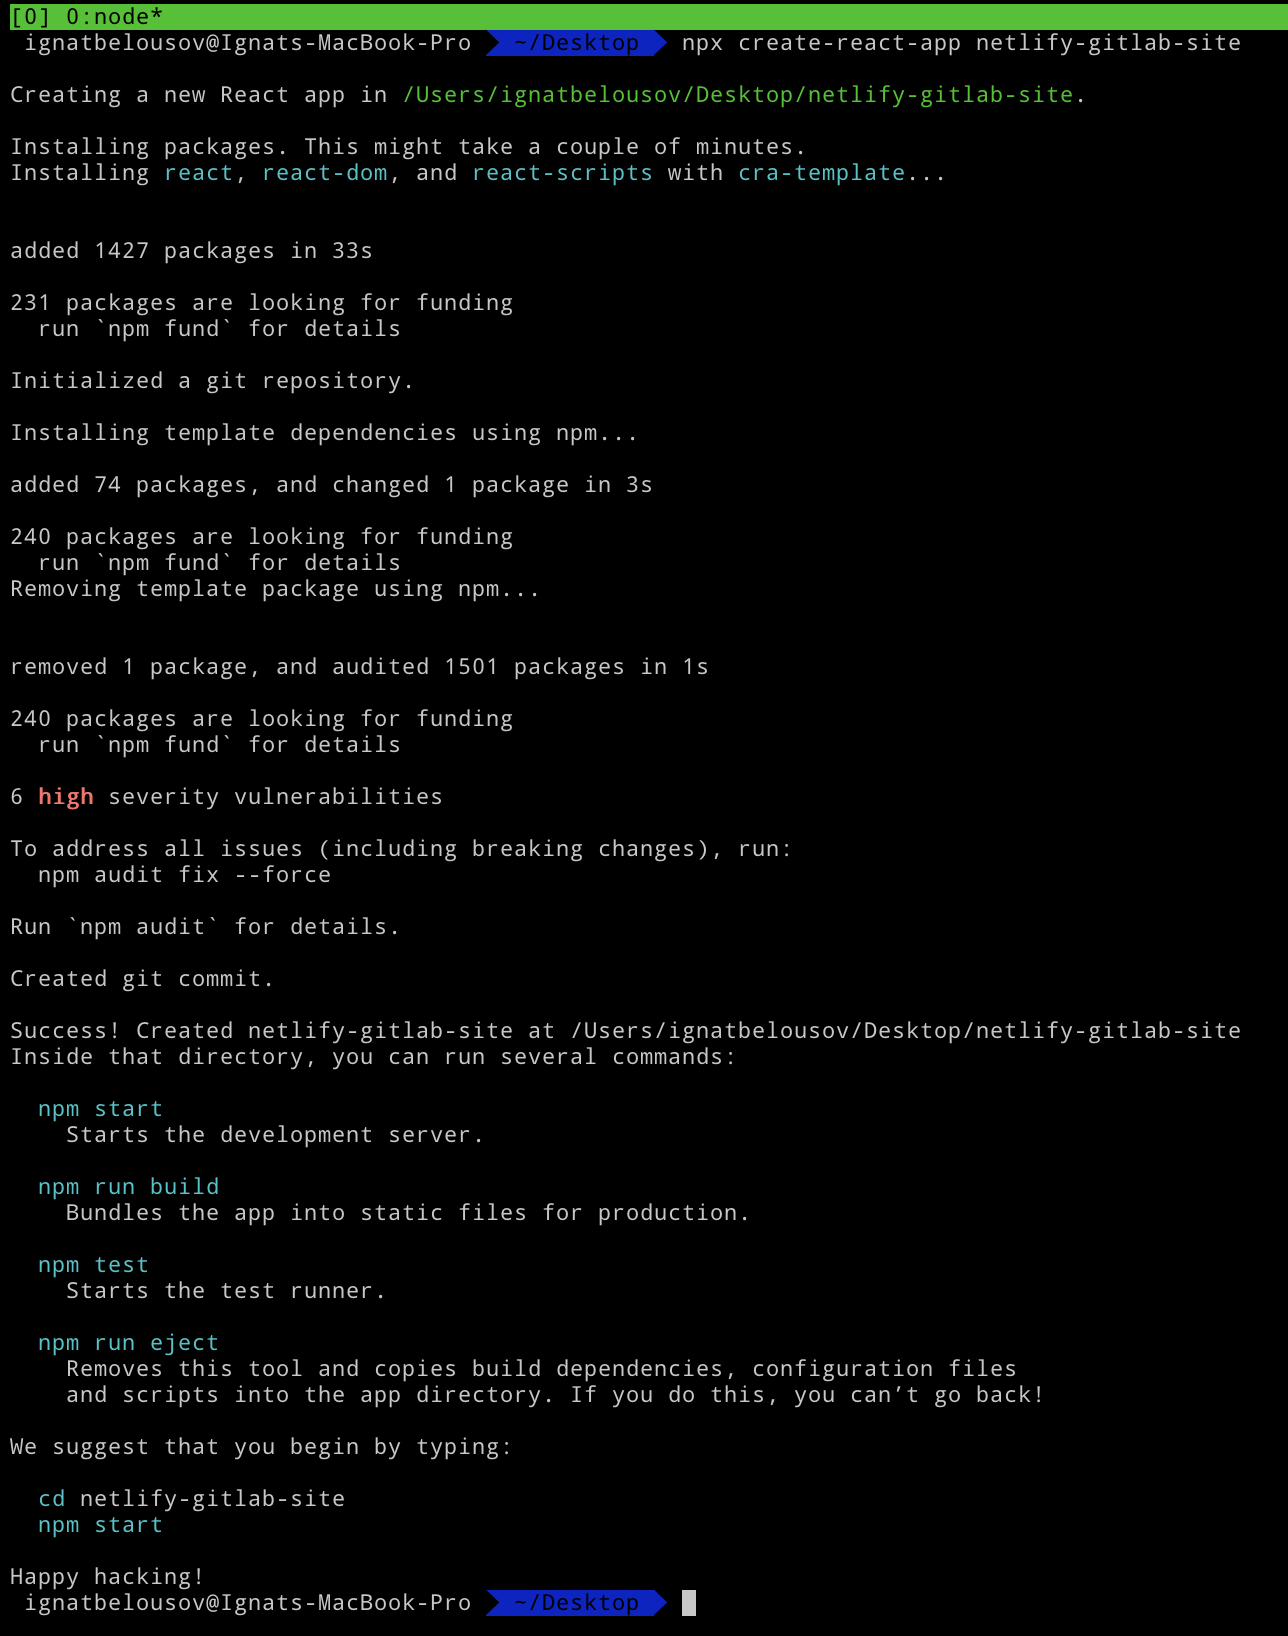 [0] 0:node*
ignatbelousov@Ignats-MacBook-Pro ~/Desktop npx create-react-app netlify-gitlab-site
Creating a new React app in /Users/ignatbelousov/Desktop/netlify-gitlab-site.
Installing packages. This might take a couple of minutes.
Installing react, react-dom, and react-scripts with cra-template...
added 1427 packages in 33s
231 packages are looking for funding
run `npm fund` for details
Initialized a git repository.
Installing template dependencies using npm...
added 74 packages, and changed 1 package in 3s
240 packages are looking for funding
run `npm fund` for details
Removing template package using npm...
removed 1 package, and audited 1501 packages in 1s
240 packages are looking for funding
run `npm fund` for details
6 high severity vulnerabilities
To address all issues (including breaking changes), run:
npm audit fix --force
Run `npm audit` for details.
Created git commit.
Success! Created netlify-gitlab-site at /Users/ignatbelousov/Desktop/netlify-gitlab-site
Inside that directory, you can run several commands:
npm start
Starts the development server.
npm run build
Bundles the app into static files for production.
npm test
Starts the test runner.
npm run eject
Removes this tool and copies build dependencies, configuration files
and scripts into the app directory. If you do this, you can’t go back!
We suggest that you begin by typing:
cd netlify-gitlab-site
npm start
Happy hacking!
ignatbelousov@Ignats-MacBook-Pro ~/Desktop